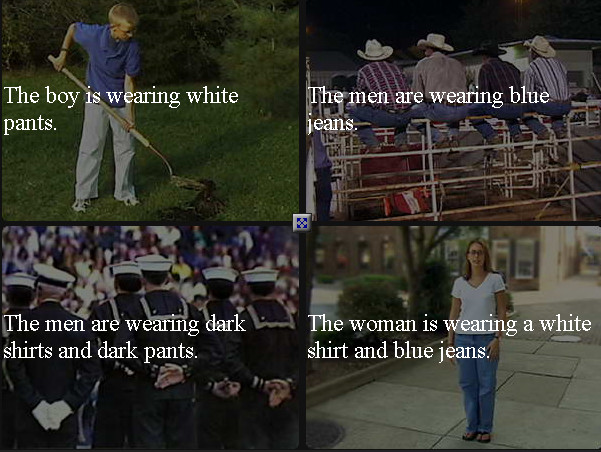 The boy is wearing white
pants.
The men are wearing blue
jeans.
The men are wearing dark
shirts and dark pants.
The woman is wearing a white
shirt and blue jeans.